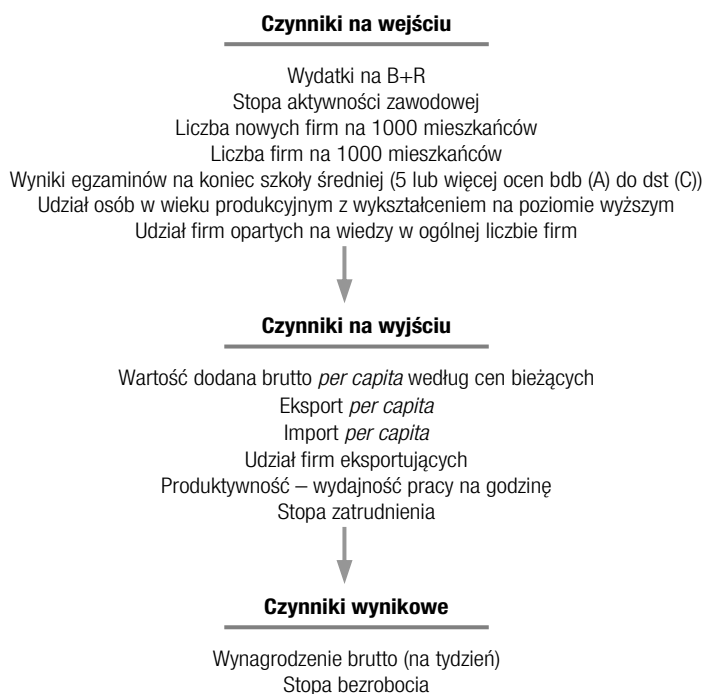 Czynniki na wejściu
Wydatki na B+R
Stopa aktywności zawodowej
Liczba nowych firm na 1000 mieszkańców
Liczba firm na 1000 mieszkańców
Wyniki egzaminów na koniec szkoły średniej (5 lub więcej ocen bdb (A) do dst (C))
Udział osób w wieku produkcyjnym z wykształceniem na poziomie wyższym
Udział firm opartych na wiedzy w ogólnej liczbie firm
Czynniki na wyjściu
Wartość dodana brutto per capita według cen bieżących
Eksport per capita
Import per capita
Udział firm eksportujących
Produktywność – wydajność pracy na godzinę
Stopa zatrudnienia
Czynniki wynikowe
Wynagrodzenie brutto (na tydzień)
Stopa bezrobocia